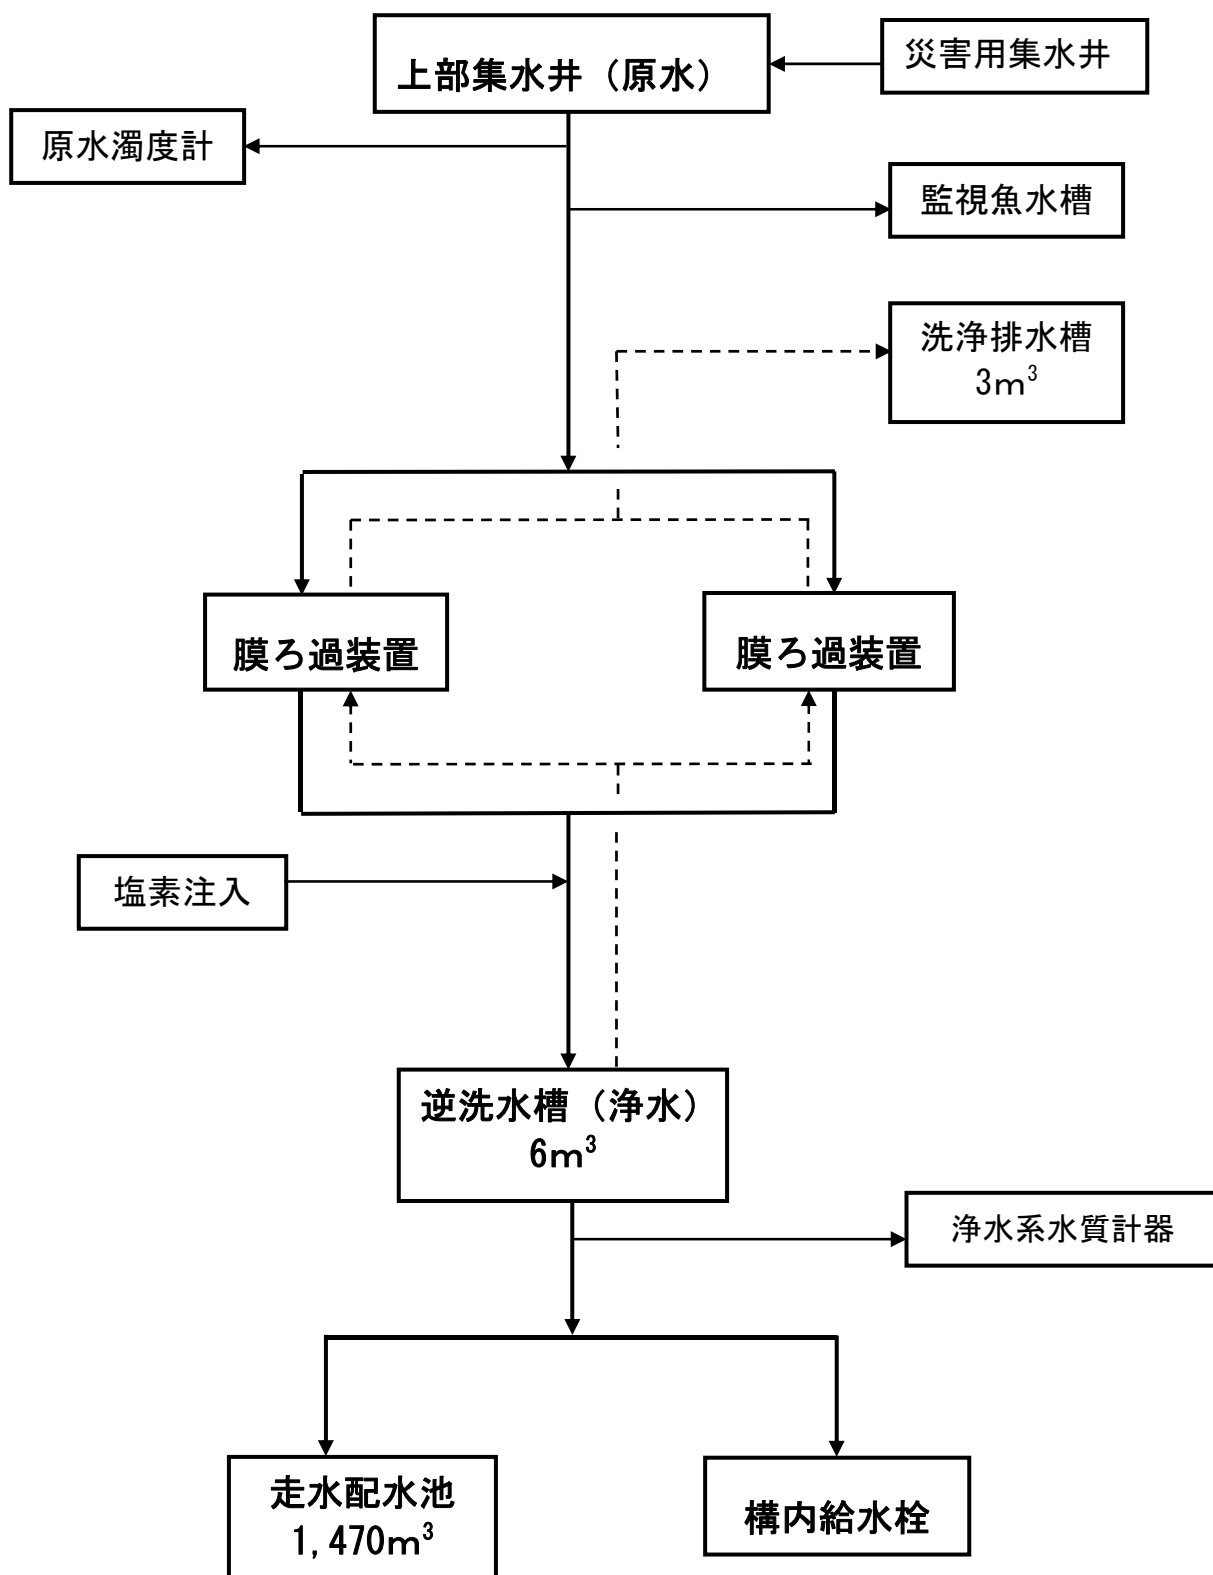 上部集水井（原水）
災害用集水井
原水濁度計
監視魚水槽
洗浄排水槽
3ｍ³
膜ろ過装置
膜ろ過装置
塩素注入
逆洗水槽（浄水）
6ｍ³
浄水系水質計器
走水配水池
1,470ｍ³
構内給水栓